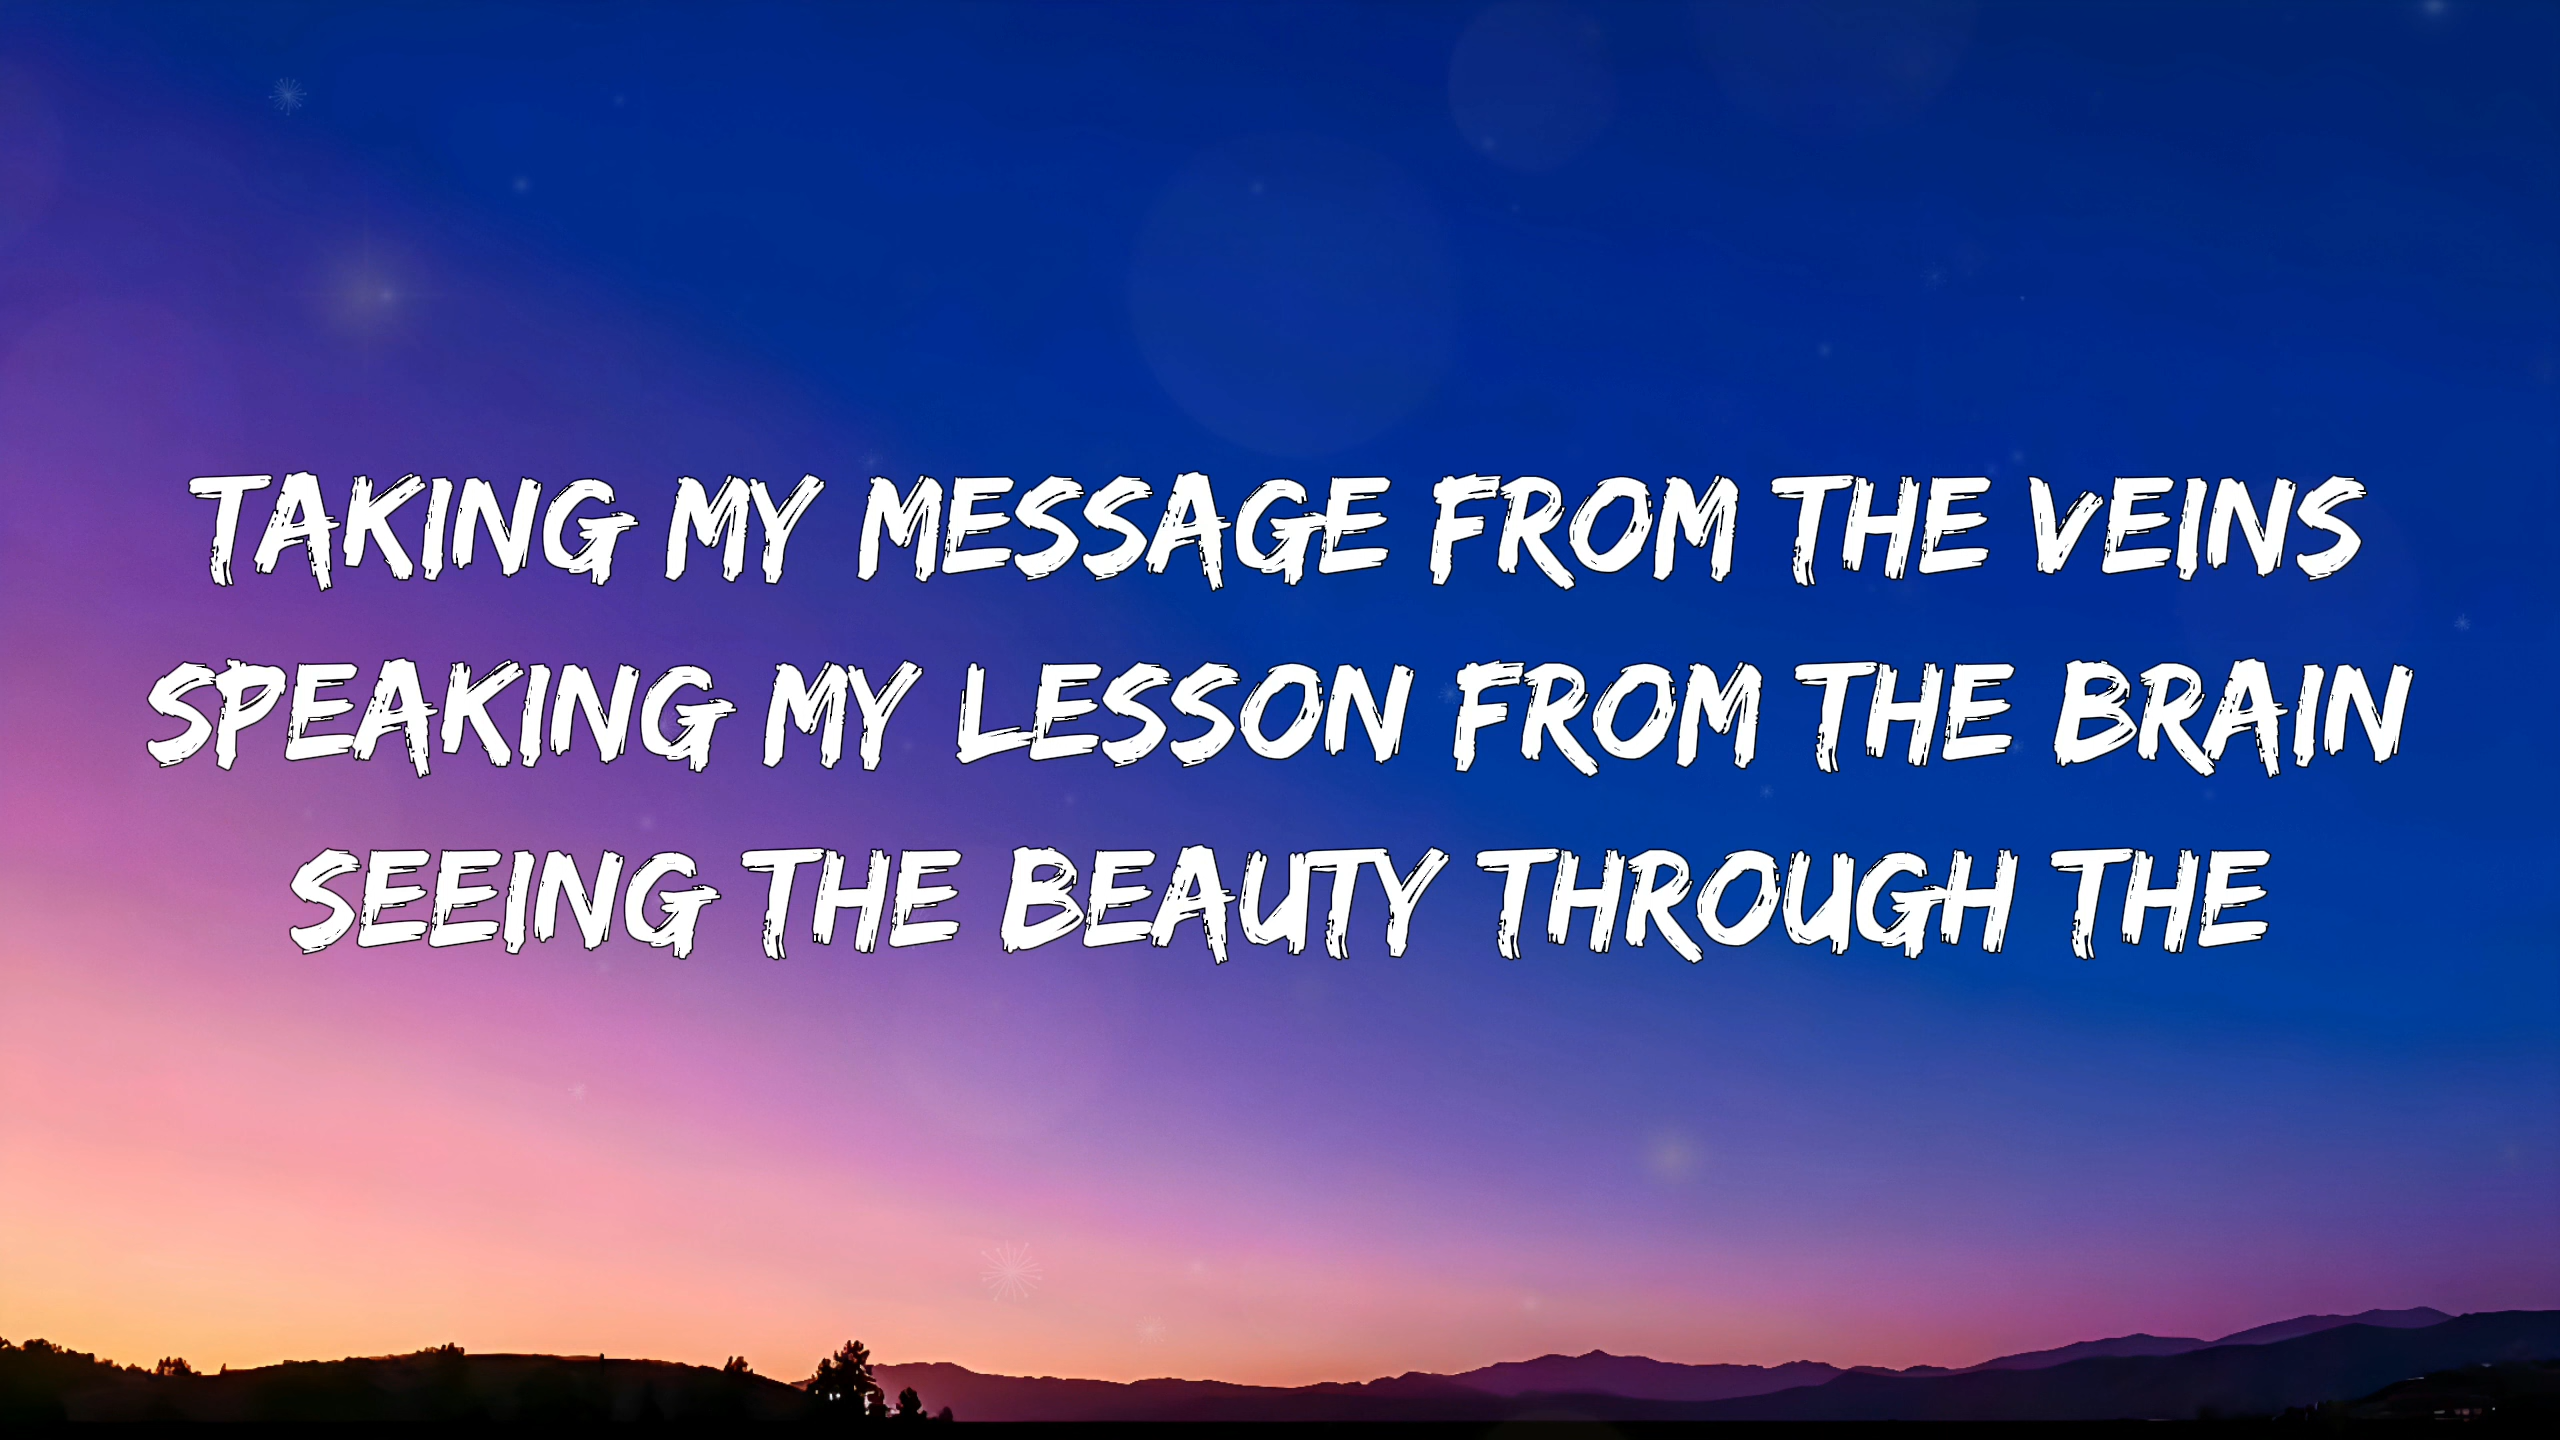 TAKING MY MESSAGE FROM THE VEINS
SPEAKING MY LESSON FROM THE BRAIN
SEEING THE BEAUTY THROUGH THE